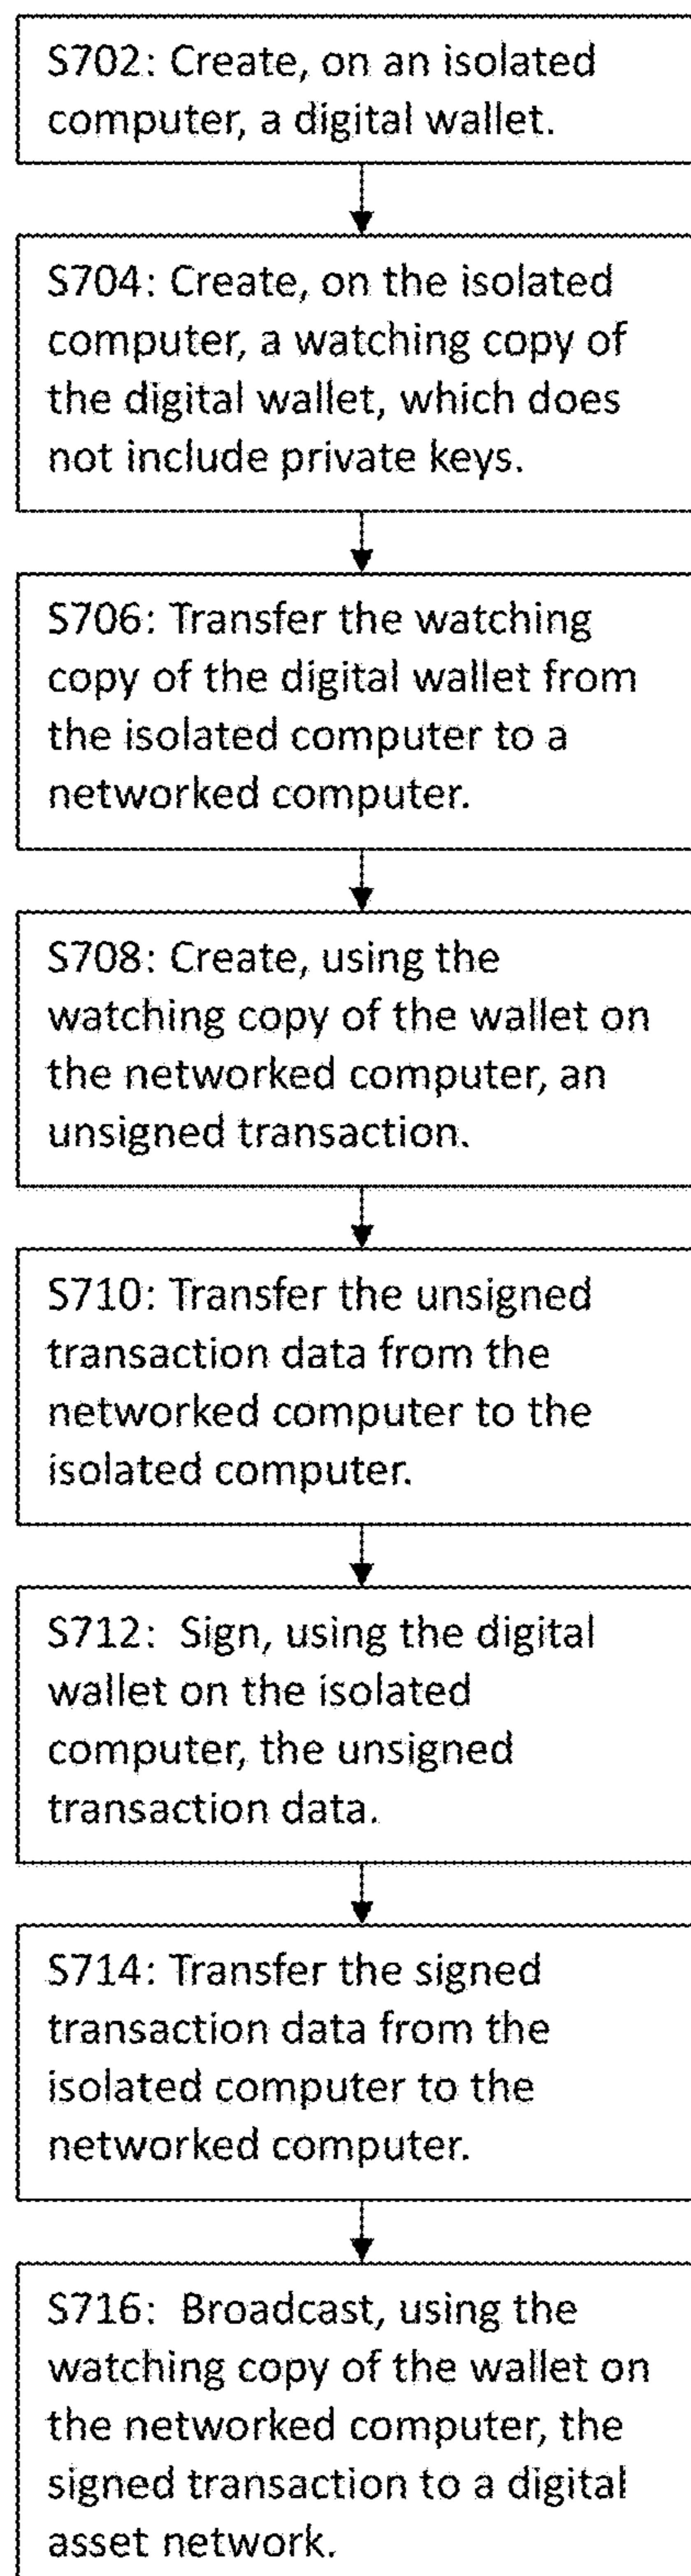 S702: Create, on an isolated
computer, a digital wallet.
S704: Create, on the isolated
computer, a watching copy of
the digital wallet, which does
not include private keys.
S706: Transfer the watching
copy of the digital wallet from
the isolated computer to a
networked computer.
S708: Create, using the
watching copy of the wallet on
the networked computer, an
unsigned transaction.
S710: Transfer the unsigned
transaction data from the
networked computer to the
isolated computer.
S712:  Sign, using the digital
wallet on the isolated
computer, the unsigned
transaction data.
S714: Transfer the signed
transaction data from the
isolated computer to the
networked computer.
S716:  Broadcast, using the
watching copy of the wallet on
the networked computer, the
signed transaction to a digital
asset network.